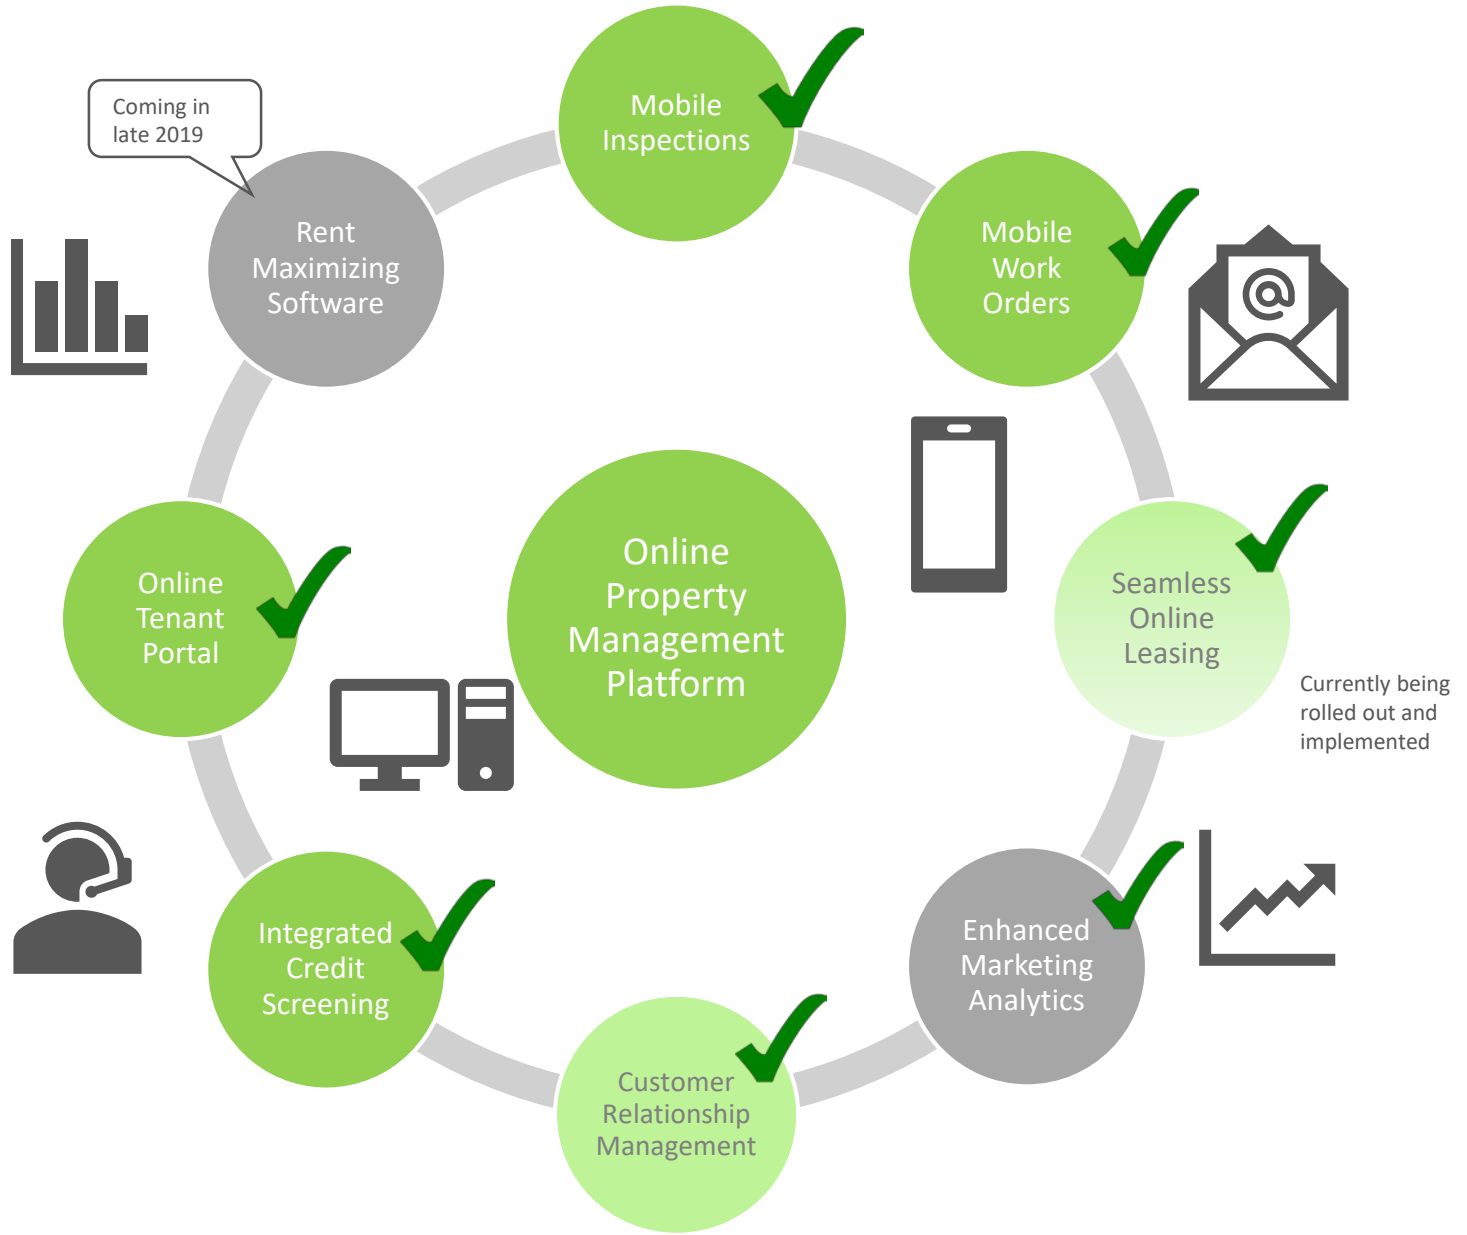 Coming in
late 2019
Mobile
Inspections
Rent
Maximizing
Software
Mobile
Work
Orders
@
Online
Tenant
Portal
Online
Property
Management
Platform
Seamless
Online
Leasing
Currently being
rolled out and
implemented
Integrated
Credit
Screening
Enhanced
Marketing
Analytics
Customer
Relationship
Management